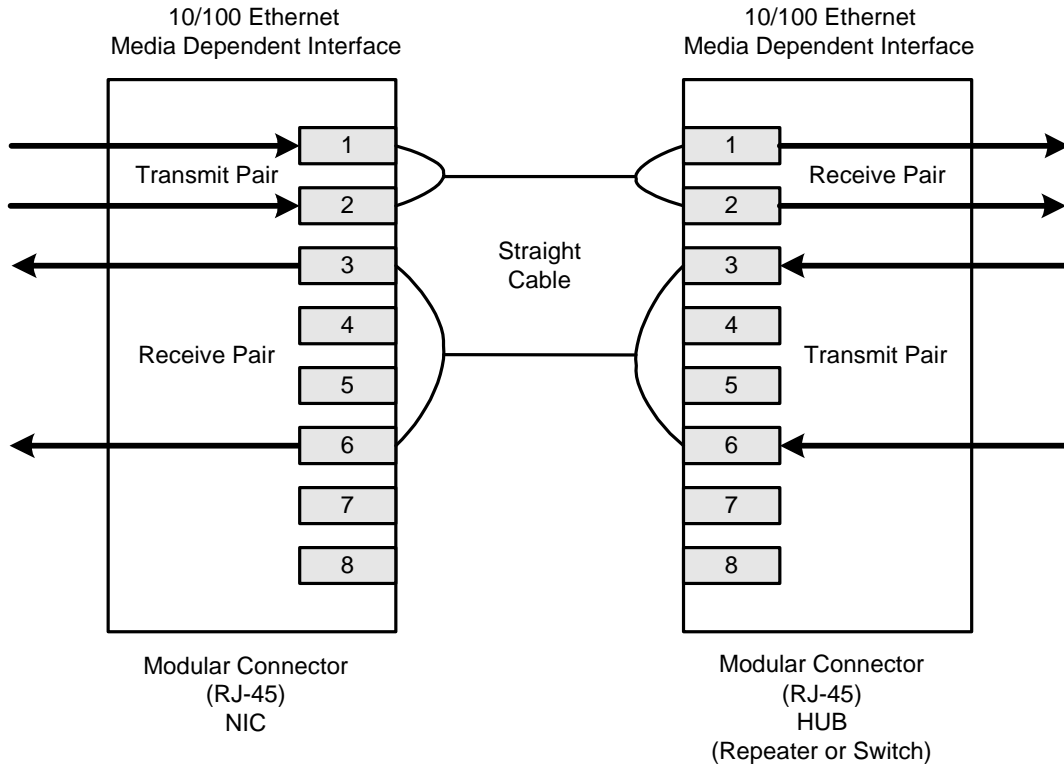 10/100 Ethernet
Media Dependent Interface
10/100 Ethernet
Media Dependent Interface
1
Transmit Pair
2
3
4
Receive Pair
5
6
7
8
Straight
Cable
1
Receive Pair
2
3
4
Transmit Pair
5
6
7
8
Modular Connector
(RJ-45)
NIC
Modular Connector
(RJ-45)
HUB
(Repeater or Switch)